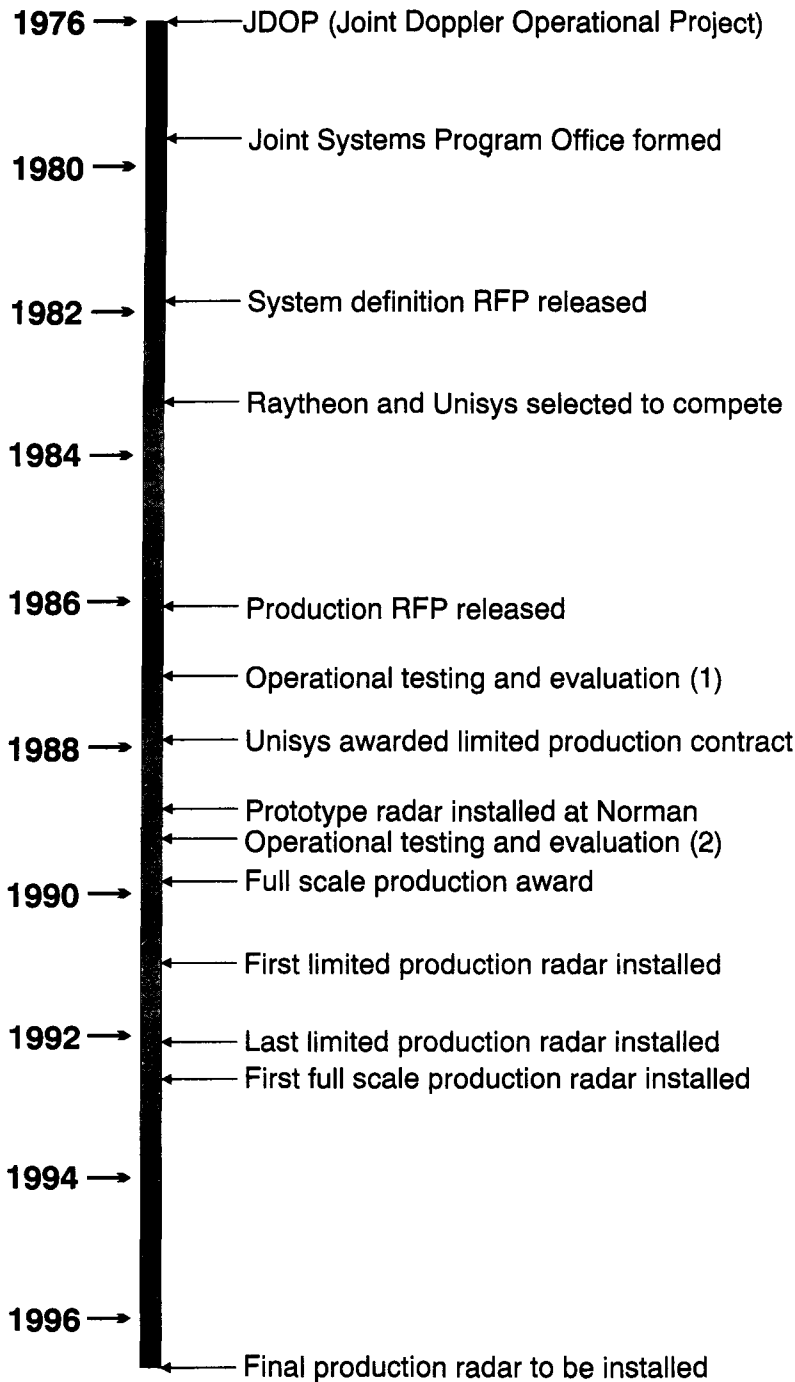 1976
JDOP (Joint Doppler Operational Project)
Joint Systems Program Office formed
1980
System definition RFP released
1982
Raytheon and Unisys selected to compete
1984
1986
Production RFP released
Operational testing and evaluation (1)
Unisys awarded limited production contract
1988
Prototype radar installed at Norman
Operational testing and evaluation (2)
Full scale production award
1990
First limited production radar installed
1992
Last limited production radar installed
First full scale production radar installed
1994
1996
Final production radar to be installed